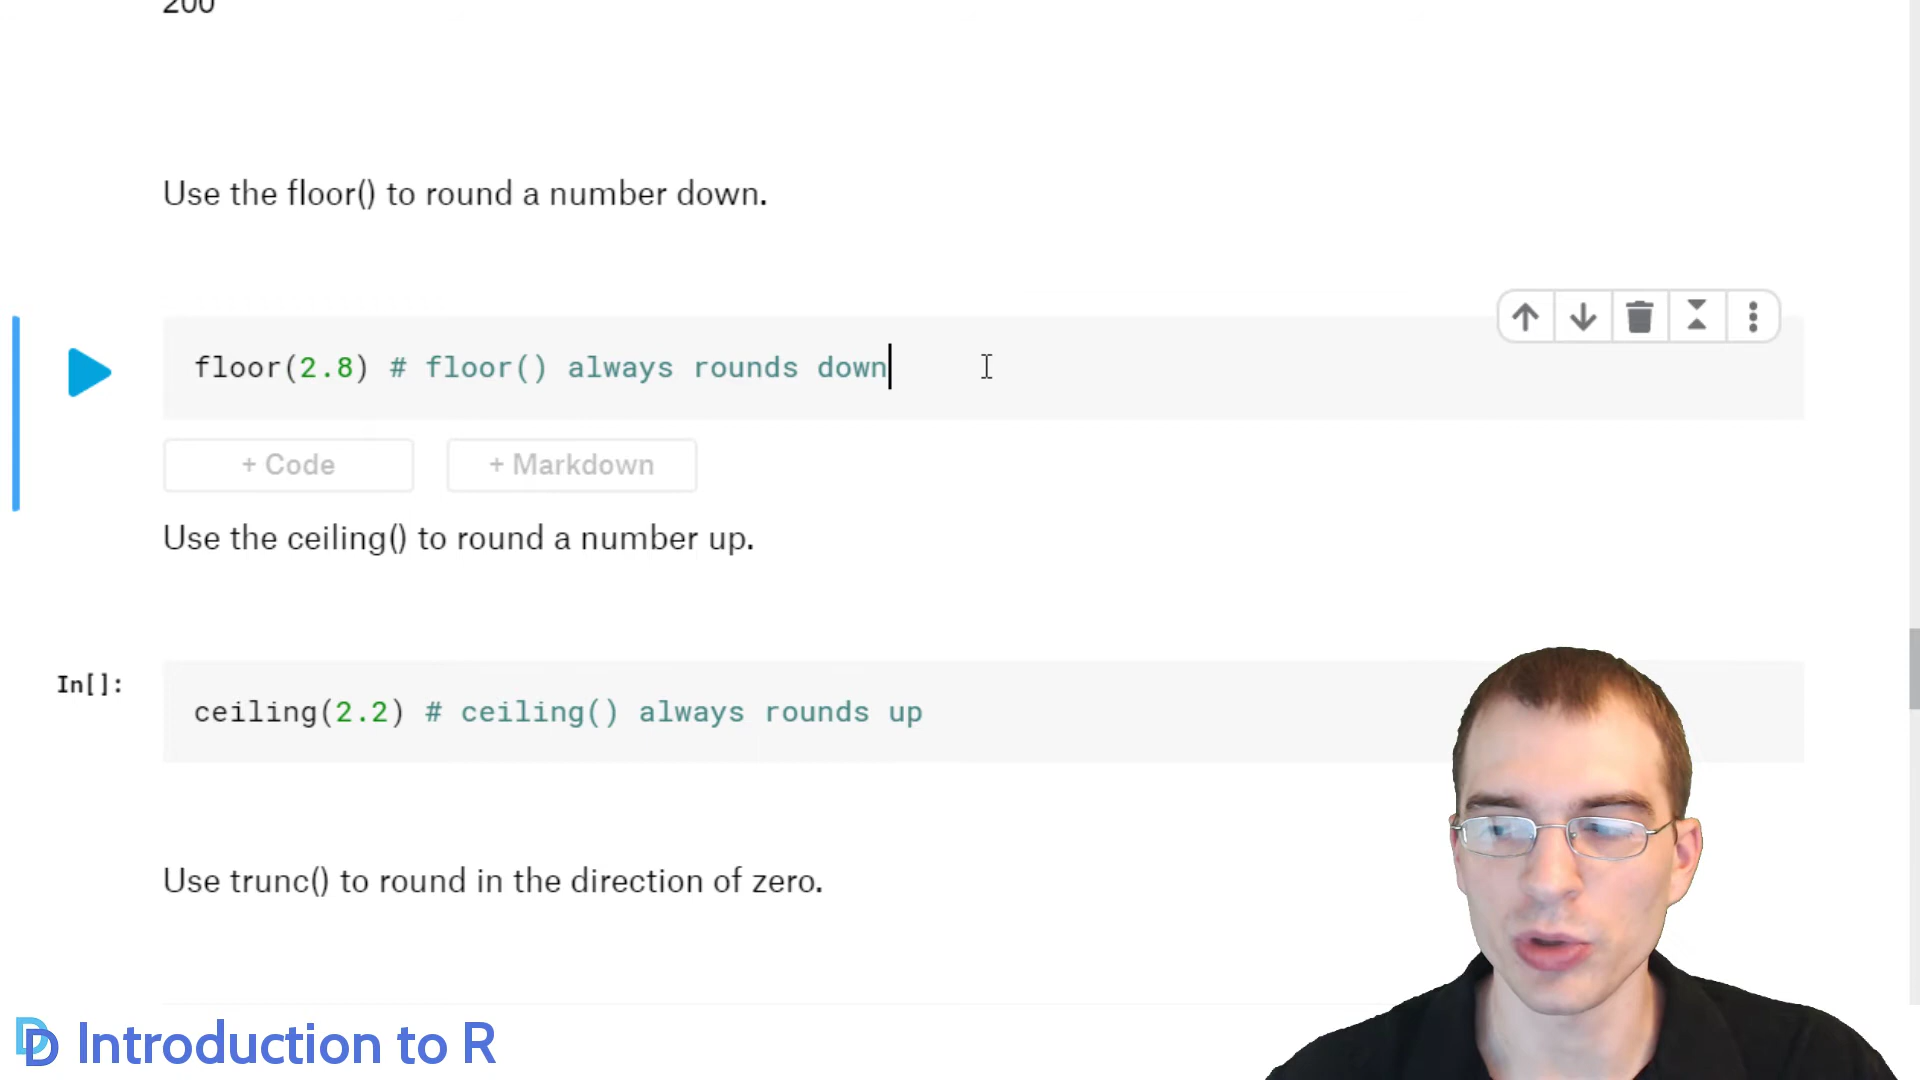 200
Use the floor() to round a number down.
floor(2.8) # floor() always rounds down
+ Code
+ Markdown
Use the ceiling() to round a number up.
In[]:
ceiling(2.2) # ceiling() always rounds up
Use trunc() to round in the direction of zero.
Introduction to R